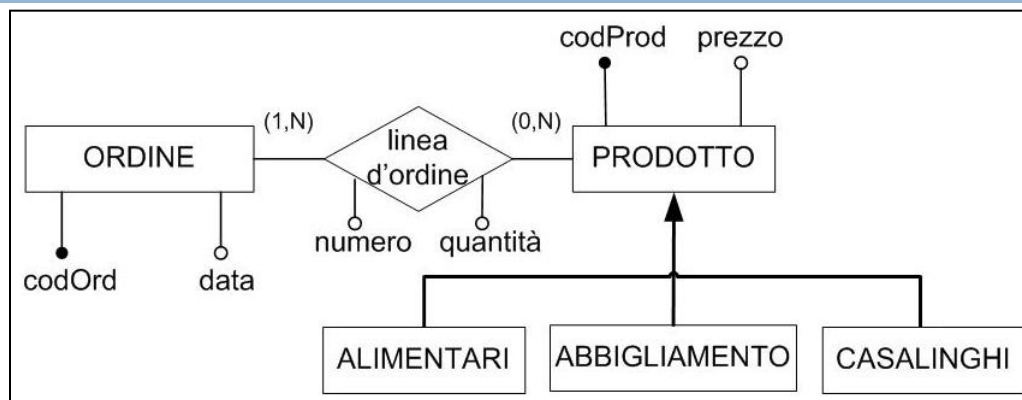 codProd prezzo
(1,N) (0,N)
ORDINE
linea
d'ordine
PRODOTTO
numero quantità
codOrd data
ALIMENTARI ABBIGLIAMENTO CASALINGHI